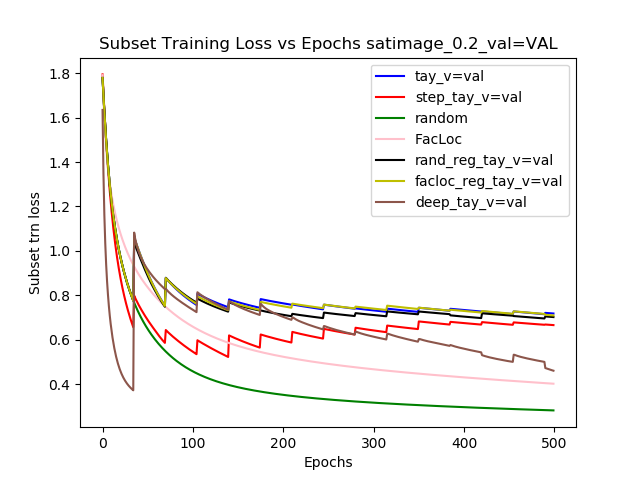 Subset Training Loss vs Epochs satimage_0.2_val=VAL
1.8
1.6
1.4
1.2
1.0
0.8
0.6
0.4
Subset trn loss
tay_v=val
step_tay_v=val
random
FacLoc
rand_reg_tay_v=val
facloc_reg_tay_v=val
deep_tay_v=val
0 100 200 300 400 500
Epochs